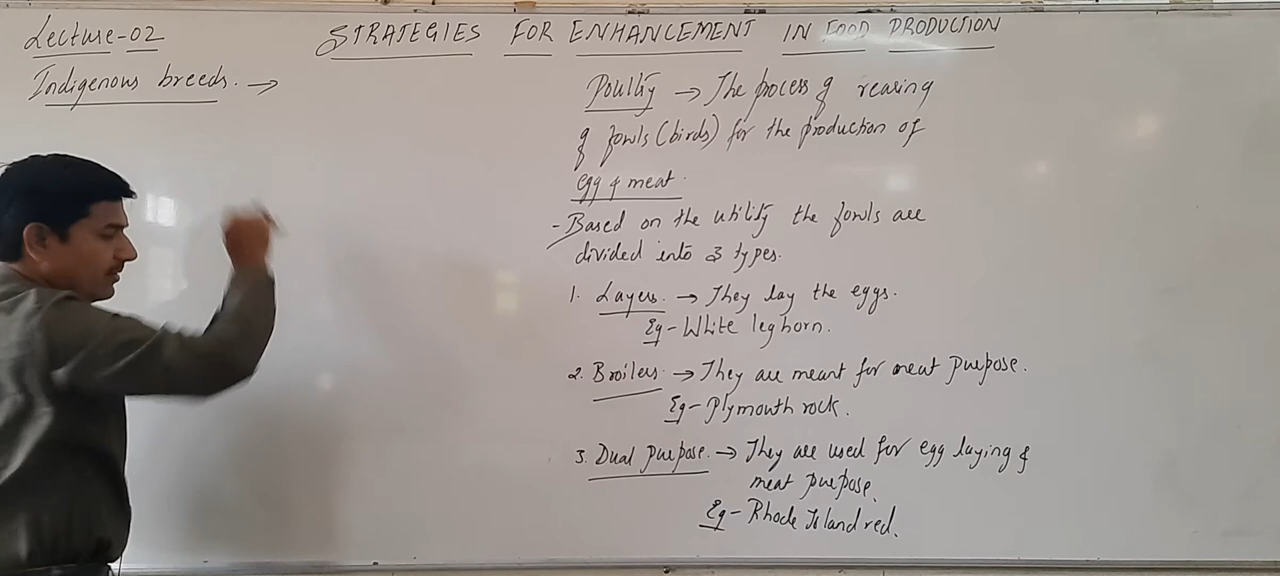 Lecture-02
STRATEGIES FOR ENHANCEMENT IN FOOD PRODUCTION
Indigenous breeds. →
Poultry → The process of rearing
of fowls (birds) for the production of
egg & meat.
- Based on the utility the fowls are
divided into 3 types.
1. Layers. → They lay the eggs.
Eg - White leghorn.
2. Broilers → They are meant for meat purpose.
Eg - Plymouth rock.
3. Dual purpose. → They are used for egg laying &
meat purpose.
Eg - Rhode Island red.